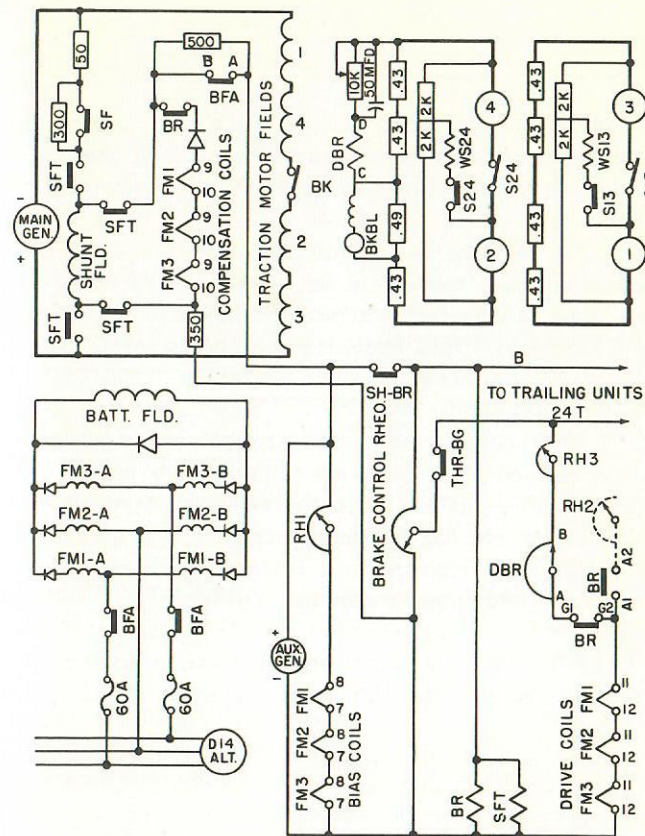 50
300
SF
SFT
- MAIN GEN. +
SHUNT FLD.
SFT
SFT
SFT
500
B A
BFA
BR
FM1 9 10
FM2 9 10
FM3 9 10
350
COMPENSATION COILS
TRACTION MOTOR FIELDS
1
4
2
3
BK
10K
50MFD
D
DBR
C
BKBL
.43
.43
.49
.43
2K
2K
WS24
S24
4
S24
2
.43
.43
.43
2K
2K
WS13
S13
3
1
B
SH-BR
TO TRAILING UNITS
24T
BATT. FLD.
FM3-A FM3-B
FM2-A FM2-B
FM1-A FM1-B
BFA
BFA
60A
60A
D14 ALT.
RH1
+ AUX. GEN. -
BRAKE CONTROL RHEO.
THR-BG
FM1 8 7
FM2 8 7
FM3 8 7
BIAS COILS
RH3
RH2
B
DBR
A
A2
BR
A1
G1 G2
BR
BR
SFT
FM1 11 12
FM2 11 12
FM3 11 12
DRIVE COILS